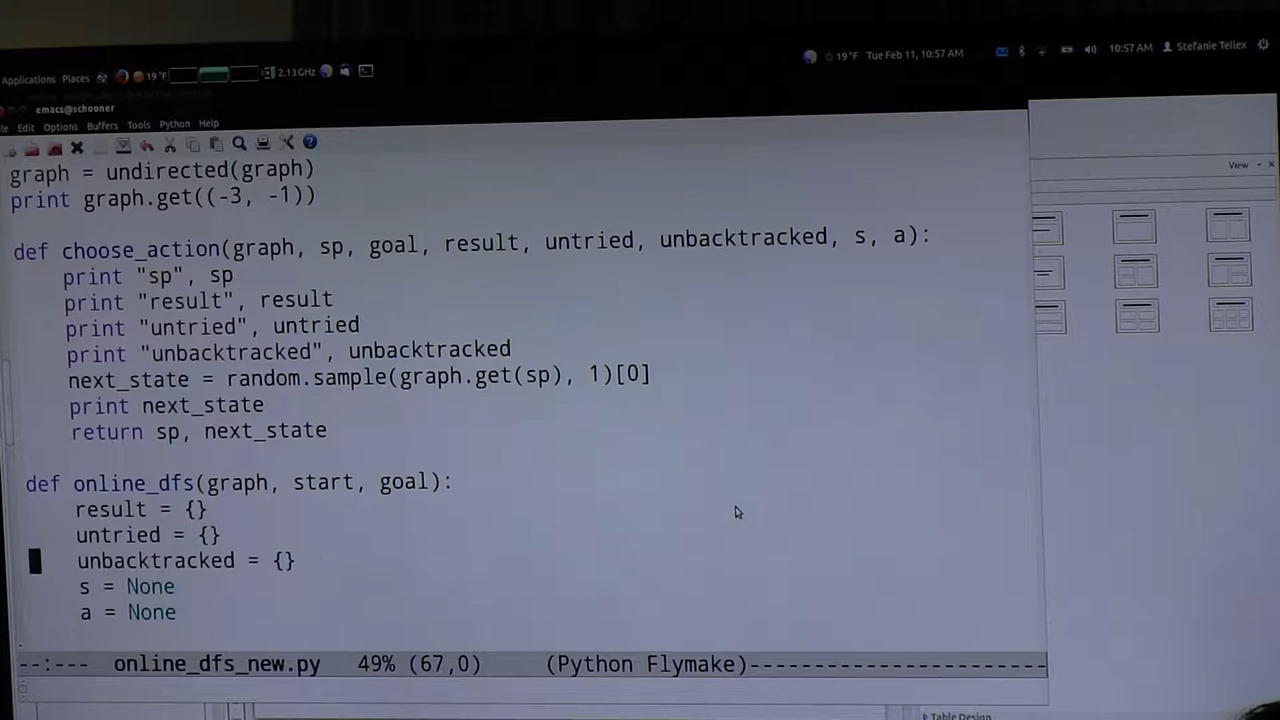 Applications Places 19 °F 2.13 GHz 19 °F Tue Feb 11, 10:57 AM 10:57 AM Stefanie Tellex
emacs@schooner
Edit Options Buffers Tools Python Help
View
graph = undirected(graph)
print graph.get((-3, -1))
def choose_action(graph, sp, goal, result, untried, unbacktracked, s, a):
print "sp", sp
print "result", result
print "untried", untried
print "unbacktracked", unbacktracked
next_state = random.sample(graph.get(sp), 1)[0]
print next_state
return sp, next_state
def online_dfs(graph, start, goal):
result = {}
untried = {}
unbacktracked = {}
s = None
a = None
--:--- online_dfs_new.py 49% (67,0) (Python Flymake)-----------------------
Table Design